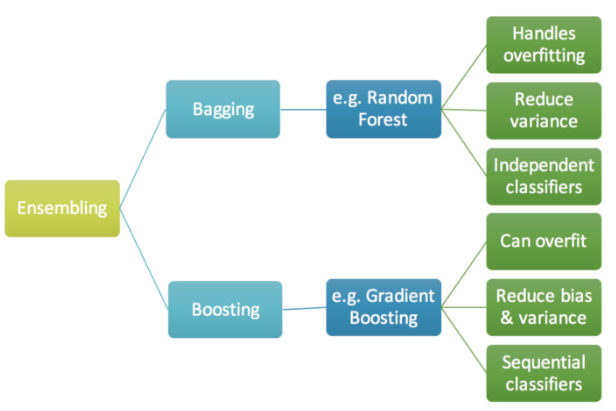 Handles
overfitting
Bagging
e.g. Random
Forest
Reduce
variance
Independent
classifiers
Ensembling
Can overfit
Boosting
e.g. Gradient
Boosting
Reduce bias
& variance
Sequential
classifiers